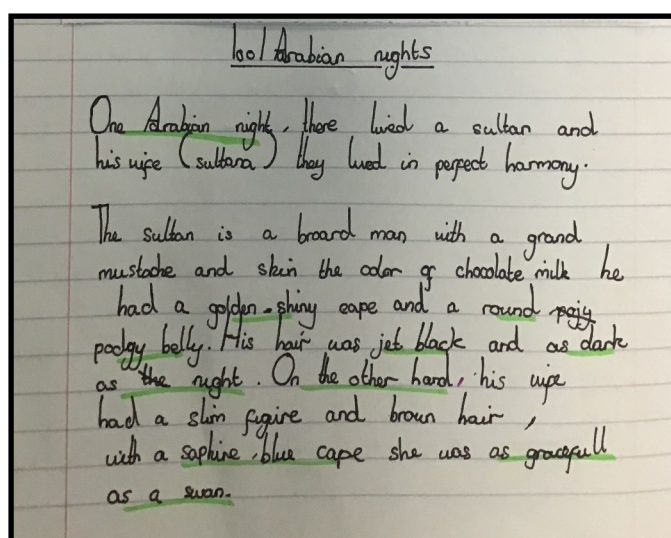 1001 Arabian nights
One Arabian night, there lived a sultan and
his wife (sultana) they lived in perfect harmony.
The sultan is a broard man with a grand
mustache and skin the color of chocolate milk he
had a golden-shiny cape and a round
podgy belly. His hair was jet black and as dark
as the night. On the other hand, his wife
had a slim figire and brown hair,
with a saphire, blue cape she was as gracefull
as a swan.